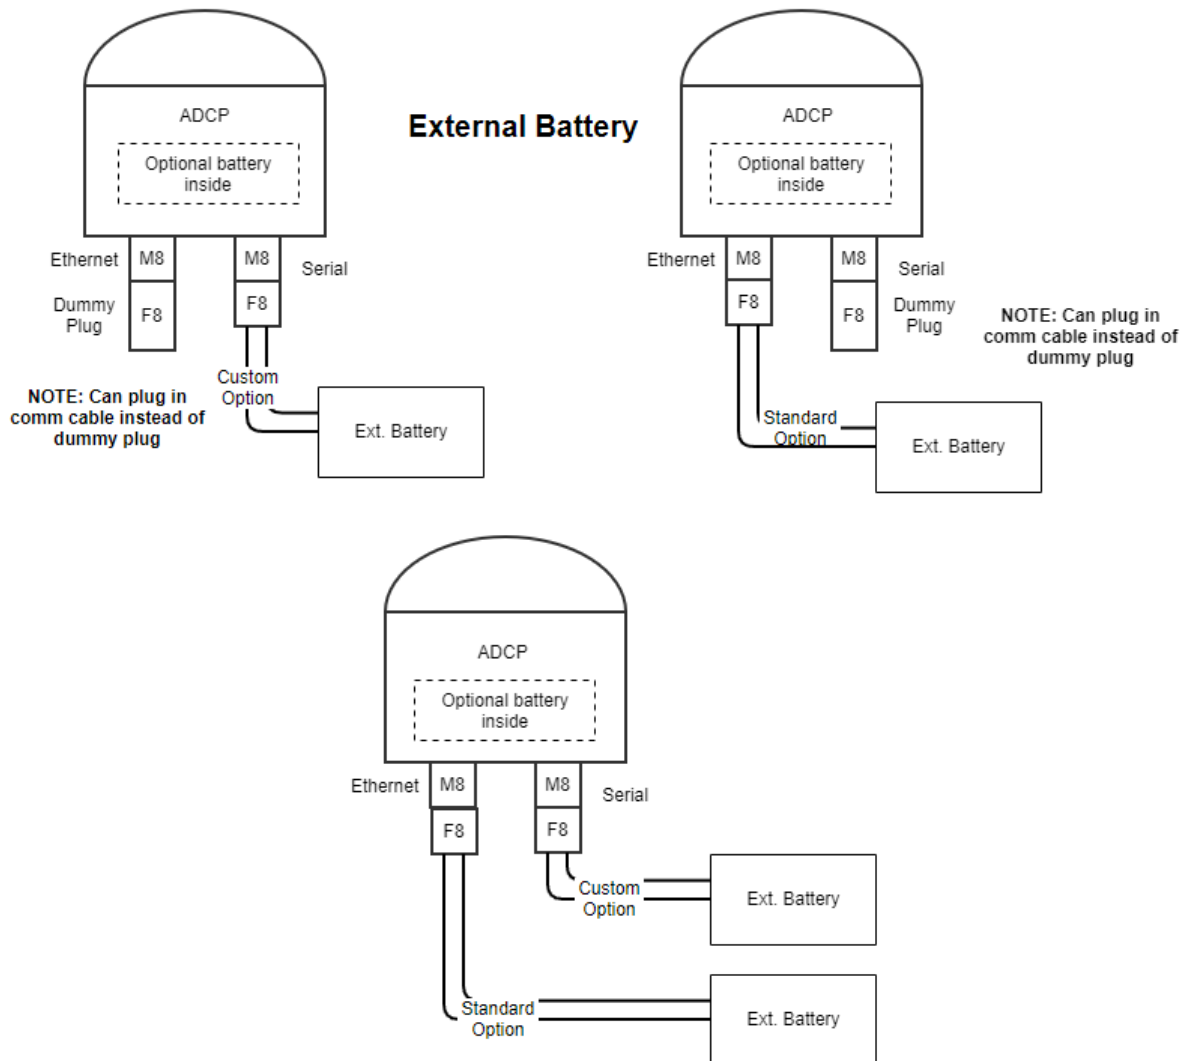 External Battery
ADCP
Optional battery
inside
Ethernet
M8
M8
Serial
Dummy
Plug
F8
F8
Custom
Option
NOTE: Can plug in
comm cable instead of
dummy plug
Ext. Battery
ADCP
Optional battery
inside
Ethernet
M8
M8
Serial
F8
F8
Dummy
Plug
NOTE: Can plug in
comm cable instead of
dummy plug
Standard
Option
Ext. Battery
ADCP
Optional battery
inside
Ethernet
M8
M8
Serial
F8
F8
Custom
Option
Ext. Battery
Standard
Option
Ext. Battery